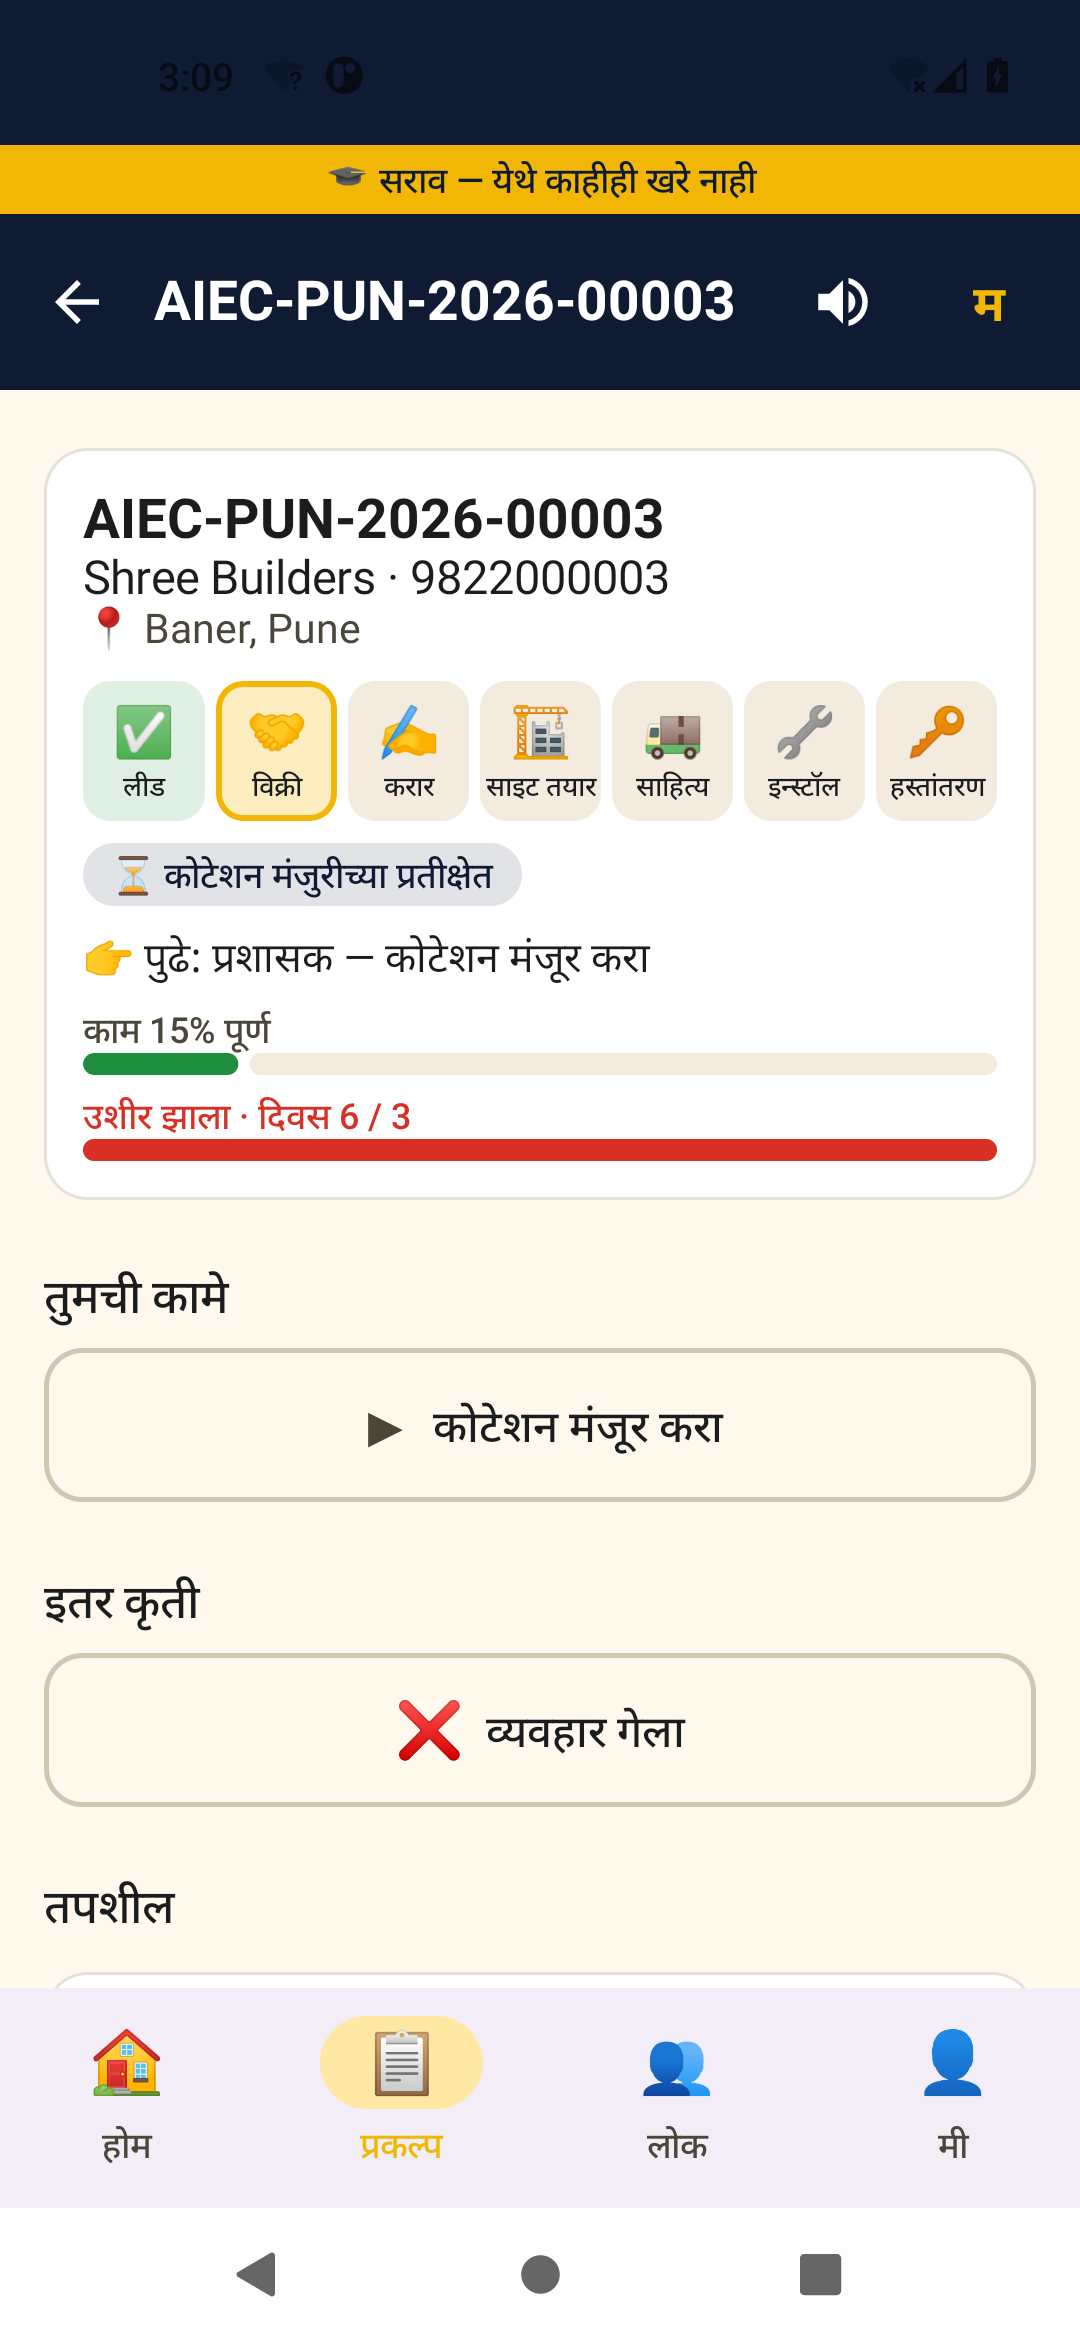 3:09
सराव — येथे काहीही खरे नाही
AIEC-PUN-2026-00003
म
AIEC-PUN-2026-00003
Shree Builders · 9822000003
Baner, Pune
लीड
विक्री
करार
साइट तयार
साहित्य
इन्स्टॉल
हस्तांतरण
कोटेशन मंजुरीच्या प्रतीक्षेत
पुढे: प्रशासक — कोटेशन मंजूर करा
काम 15% पूर्ण
उशीर झाला · दिवस 6 / 3
तुमची कामे
▶ कोटेशन मंजूर करा
इतर कृती
व्यवहार गेला
तपशील
होम
प्रकल्प
लोक
मी